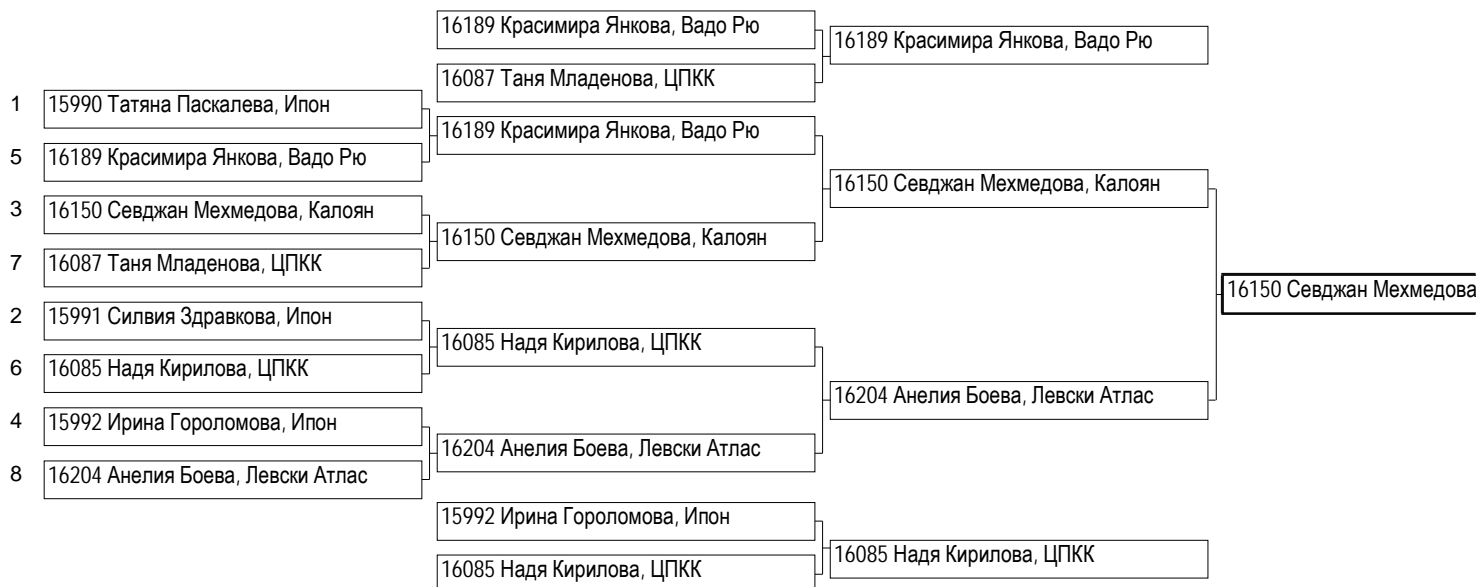 16189 Красимира Янкова, Вадо Рю
16189 Красимира Янкова, Вадо Рю
16087 Таня Младенова, ЦПКК
1 15990 Татяна Паскалева, Ипон
16189 Красимира Янкова, Вадо Рю
5 16189 Красимира Янкова, Вадо Рю
16150 Севджан Мехмедова, Калоян
3 16150 Севджан Мехмедова, Калоян
16150 Севджан Мехмедова, Калоян
7 16087 Таня Младенова, ЦПКК
16150 Севджан Мехмедова
2 15991 Силвия Здравкова, Ипон
16085 Надя Кирилова, ЦПКК
6 16085 Надя Кирилова, ЦПКК
16204 Анелия Боева, Левски Атлас
4 15992 Ирина Гороломова, Ипон
16204 Анелия Боева, Левски Атлас
8 16204 Анелия Боева, Левски Атлас
15992 Ирина Гороломова, Ипон
16085 Надя Кирилова, ЦПКК
16085 Надя Кирилова, ЦПКК